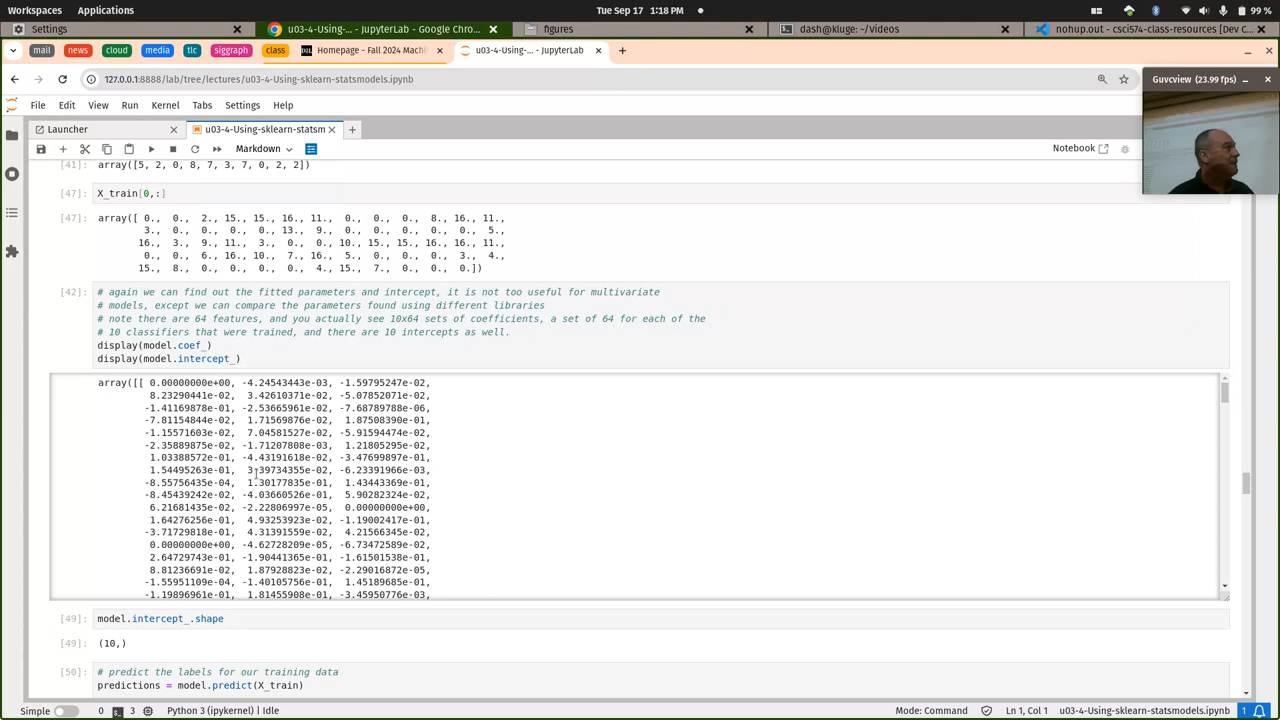 Workspaces Applications Tue Sep 17 1:18 PM 99 %
Settings u03-4-Using-... - JupyterLab - Google Chro... figures dash@kluge: ~/Videos nohup.out - csci574-class-resources [Dev C...
mail news cloud media tlc siggraph class Homepage - Fall 2024 Machi u03-4-Using-... - JupyterLab
127.0.0.1:8888/lab/tree/lectures/u03-4-Using-sklearn-statsmodels.ipynb
Guvcview (23.99 fps)
File Edit View Run Kernel Tabs Settings Help
Launcher u03-4-Using-sklearn-statsm
Markdown Notebook
[41]: array([5, 2, 0, 8, 7, 3, 7, 0, 2, 2])
[47]: X_train[0,:]
[47]: array([ 0., 0., 2., 15., 15., 16., 11., 0., 0., 0., 8., 16., 11.,
3., 0., 0., 0., 13., 9., 0., 0., 0., 0., 0., 0., 5.,
16., 3., 9., 11., 3., 0., 0., 10., 15., 15., 16., 16., 11.,
0., 0., 6., 16., 10., 7., 16., 5., 0., 0., 0., 3., 4.,
15., 8., 0., 0., 0., 0., 4., 15., 7., 0., 0., 0.])
[42]: # again we can find out the fitted parameters and intercept, it is not too useful for multivariate
# models, except we can compare the parameters found using different libraries
# note there are 64 features, and you actually see 10x64 sets of coefficients, a set of 64 for each of the
# 10 classifiers that were trained, and there are 10 intercepts as well.
display(model.coef_)
display(model.intercept_)
array([[ 0.00000000e+00, -4.24543443e-03, -1.59795247e-02,
8.23290441e-02, 3.42610371e-02, -5.07852071e-02,
-1.41169878e-01, -2.53665961e-02, -7.68789788e-06,
-7.81154844e-02, 1.71569876e-02, 1.87508390e-01,
-1.15571603e-02, 7.04581527e-02, -5.91594474e-02,
-2.35889875e-02, -1.71207808e-03, 1.21805295e-02,
1.03388572e-01, -4.43191618e-02, -3.47699897e-01,
1.54495263e-01, 3.39734355e-02, -6.23391966e-03,
-8.55756435e-04, 1.30177835e-01, 1.43443369e-01,
-8.45439242e-02, -4.03660526e-01, 5.90282324e-02,
6.21681435e-02, -2.22806997e-05, 0.00000000e+00,
1.64276256e-01, 4.93253923e-02, -1.19002417e-01,
-3.71729818e-01, 4.31391559e-02, 4.21566345e-02,
0.00000000e+00, -4.62728209e-05, -6.73472589e-02,
2.64729743e-01, -1.90441365e-01, -1.61501538e-01,
8.81236691e-02, 1.87928823e-02, -2.29016872e-05,
-1.55951109e-04, -1.40105756e-01, 1.45189685e-01,
-1.19896961e-01, 1.81455908e-01, -3.45950776e-03,
[49]: model.intercept_.shape
[49]: (10,)
[50]: # predict the labels for our training data
predictions = model.predict(X_train)
Simple 0 3 Python 3 (ipykernel) | Idle Mode: Command Ln 1, Col 1 u03-4-Using-sklearn-statsmodels.ipynb 1